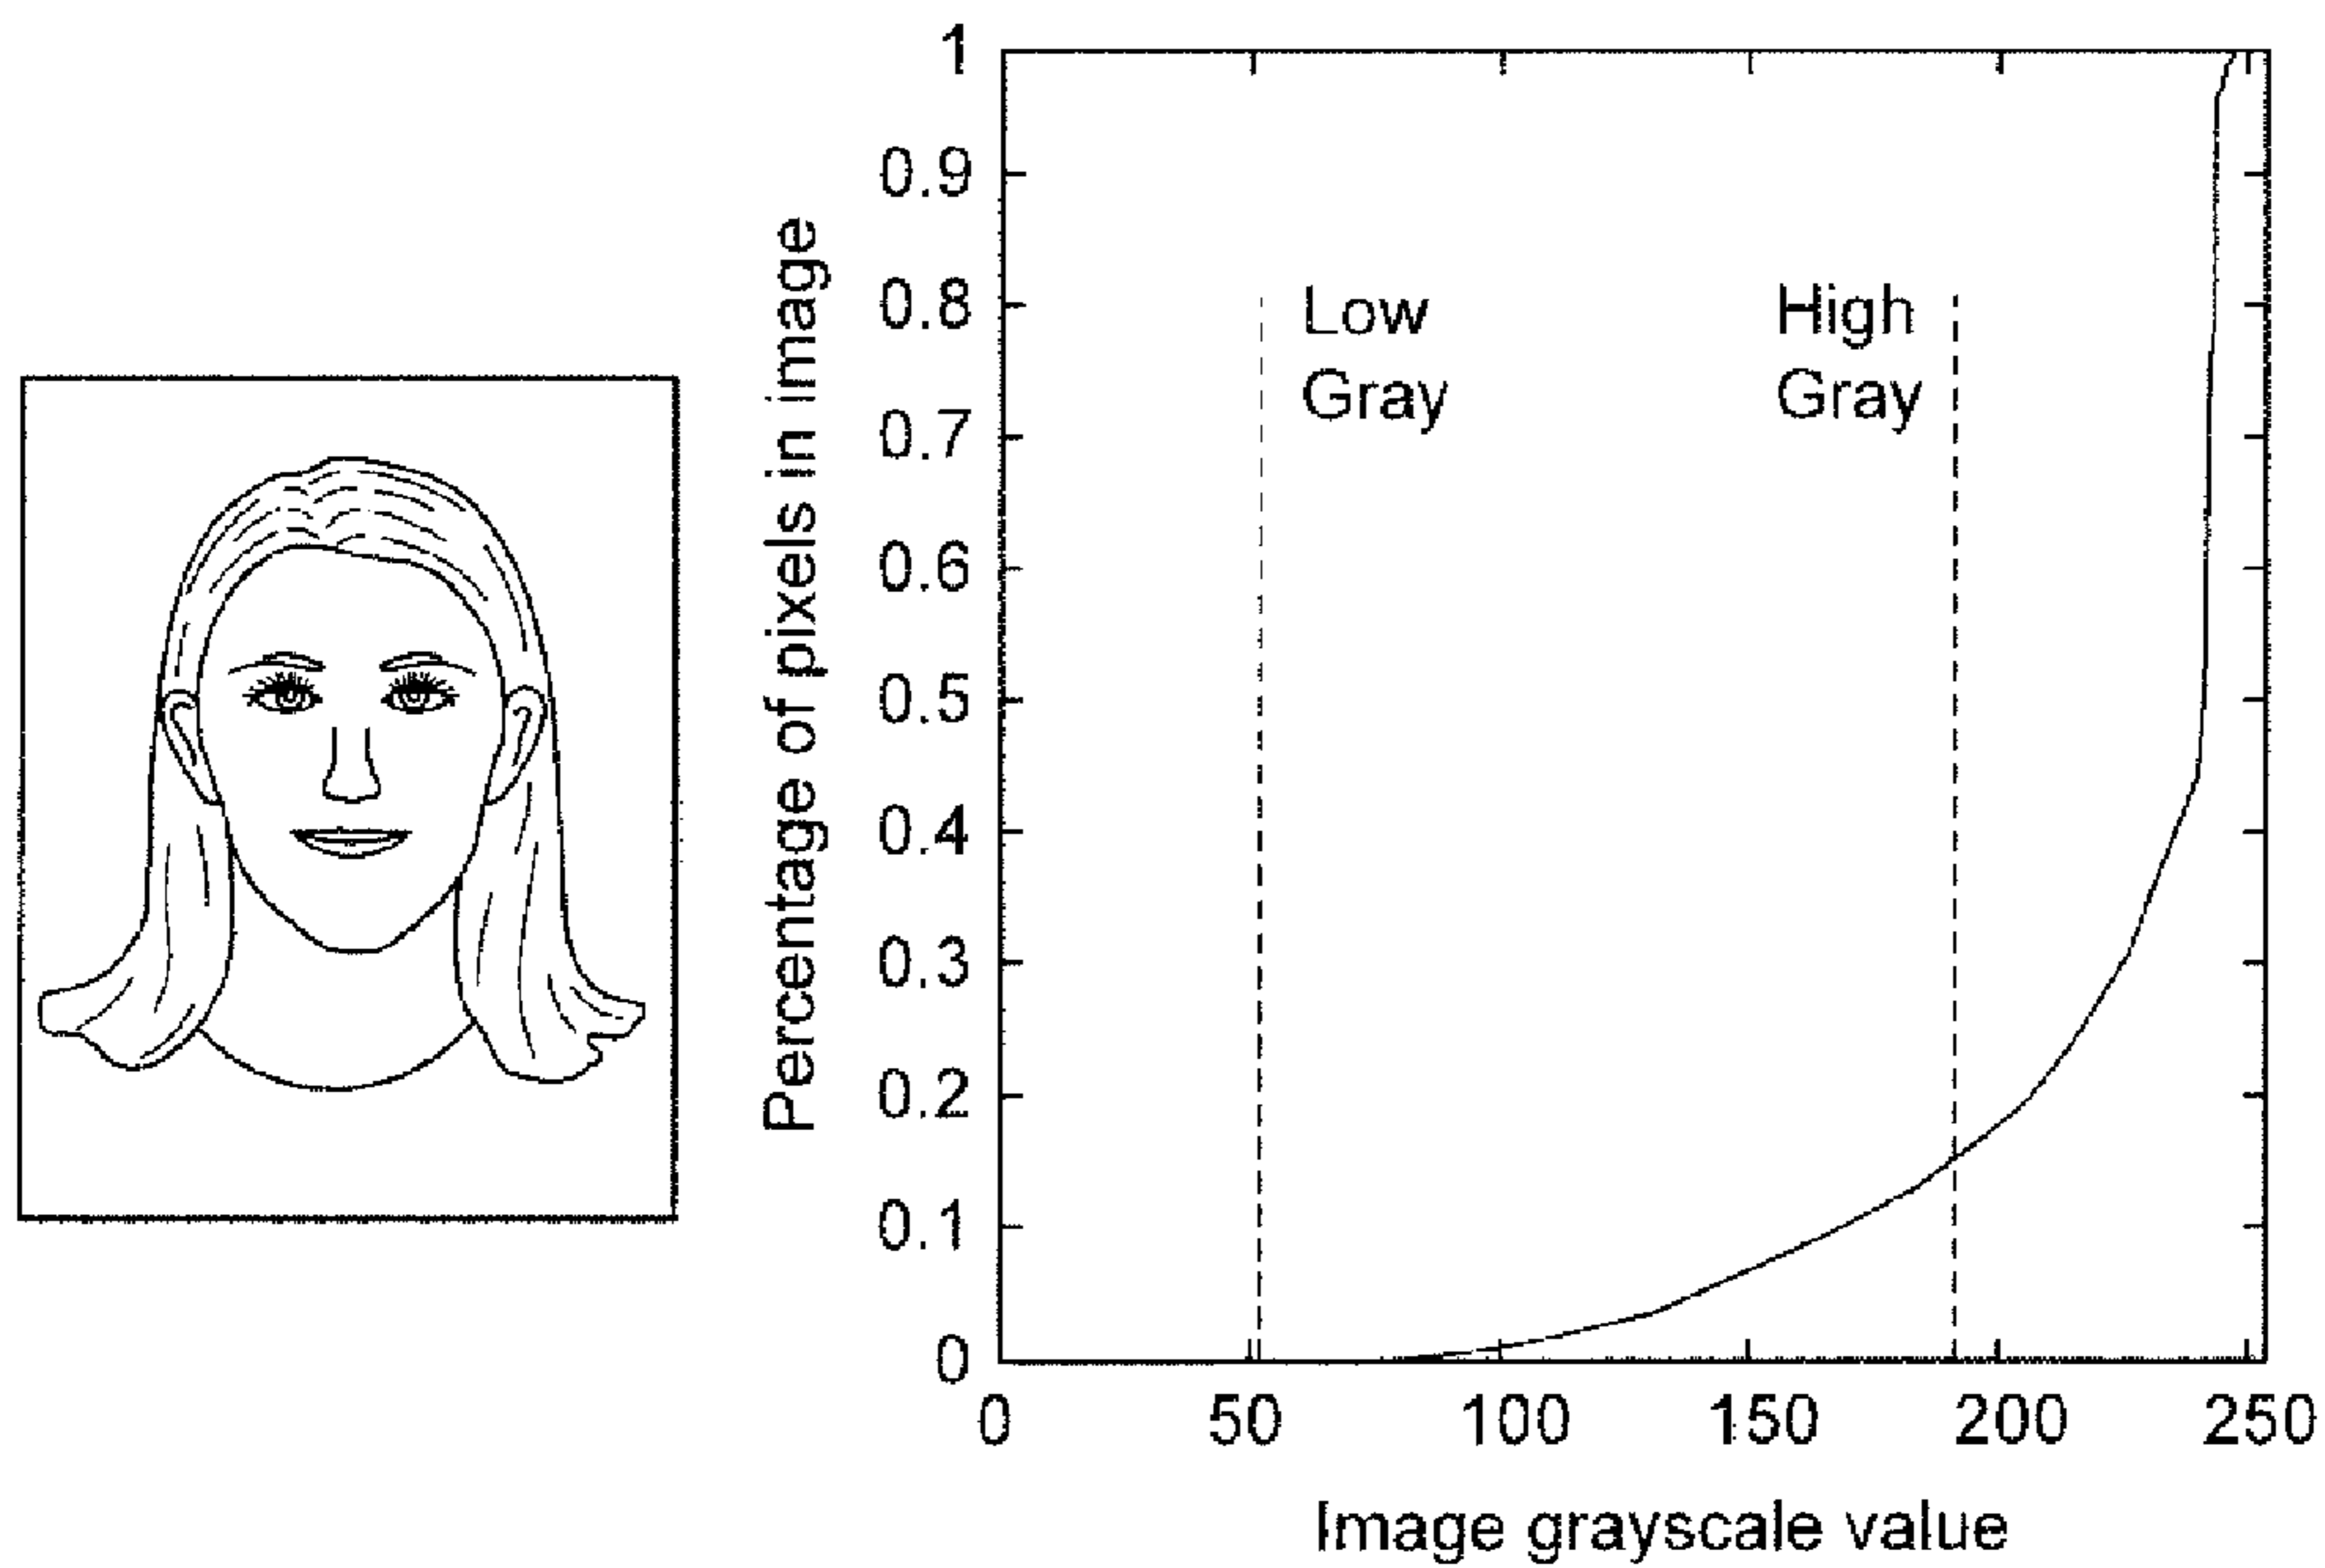 Percentage of pixels in image
1
0.9
0.8
0.7
0.6
0.5
0.4
0.3
0.2
0.1
0
Low
Gray
High
Gray
0 50 100 150 200 250
Image grayscale value